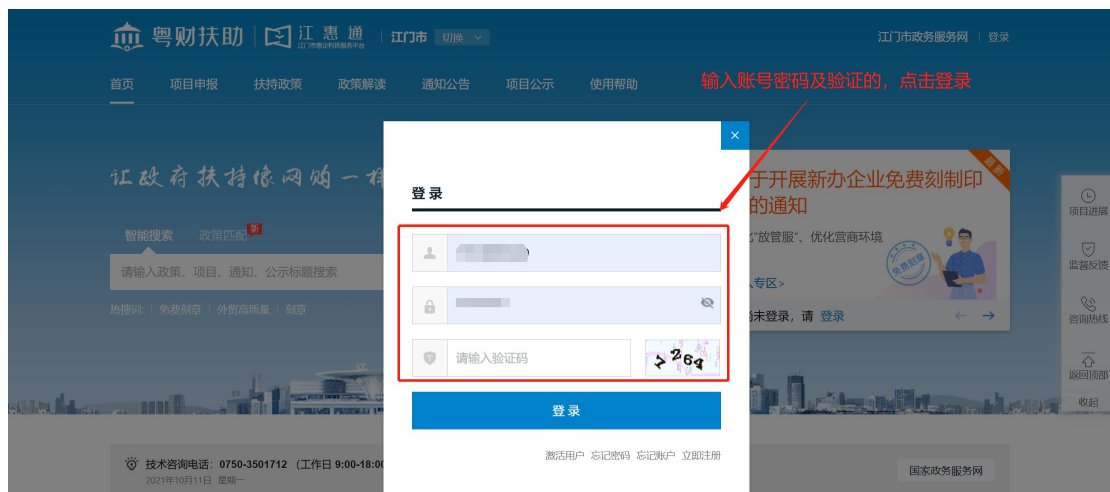 粤财扶助 江惠通 江门市 切换 江门市政务服务网 登录
江门市惠企利民服务平台
首页 项目申报 扶持政策 政策解读 通知公告 项目公示 使用帮助
输入账号密码及验证的，点击登录
×
让政府扶持像网购一样
登录
最新
于开展新办企业免费刻制印
的通知
智能搜索 政策匹配 新
“放管服”、优化营商环境
免费刻章
请输入政策、项目、通知、公示标题搜索
专区>
热搜词: 免费刻章 外贸高质量 刻章
尚未登录，请 登录 ← →
请输入验证码
7264
登录
激活用户 忘记密码 忘记账户 立即注册
项目进展
监督反馈
咨询热线
返回顶部
收起
技术咨询电话：0750-3501712 （工作日 9:00-18:00
2021年10月11日 星期一
国家政务服务网